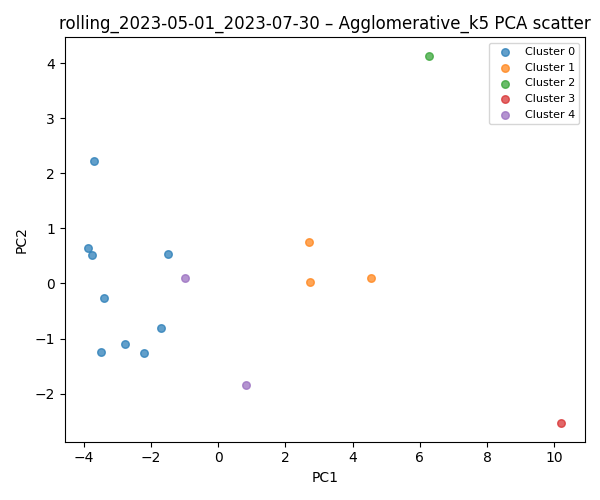 rolling_2023-05-01_2023-07-30 – Agglomerative_k5 PCA scatter
Cluster 0
Cluster 1
Cluster 2
Cluster 3
Cluster 4
PC2
4
3
2
1
0
−1
−2
−4
−2
0
2
4
6
8
10
PC1